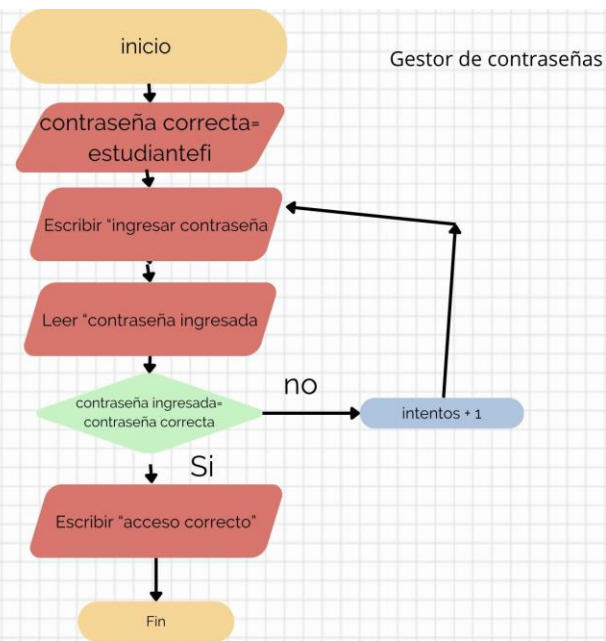 inicio
Gestor de contraseñas
contraseña correcta=
estudiantefi
Escribir "ingresar contraseña
Leer "contraseña ingresada
contraseña ingresada=
contraseña correcta
no
intentos + 1
Si
Escribir "acceso correcto"
Fin